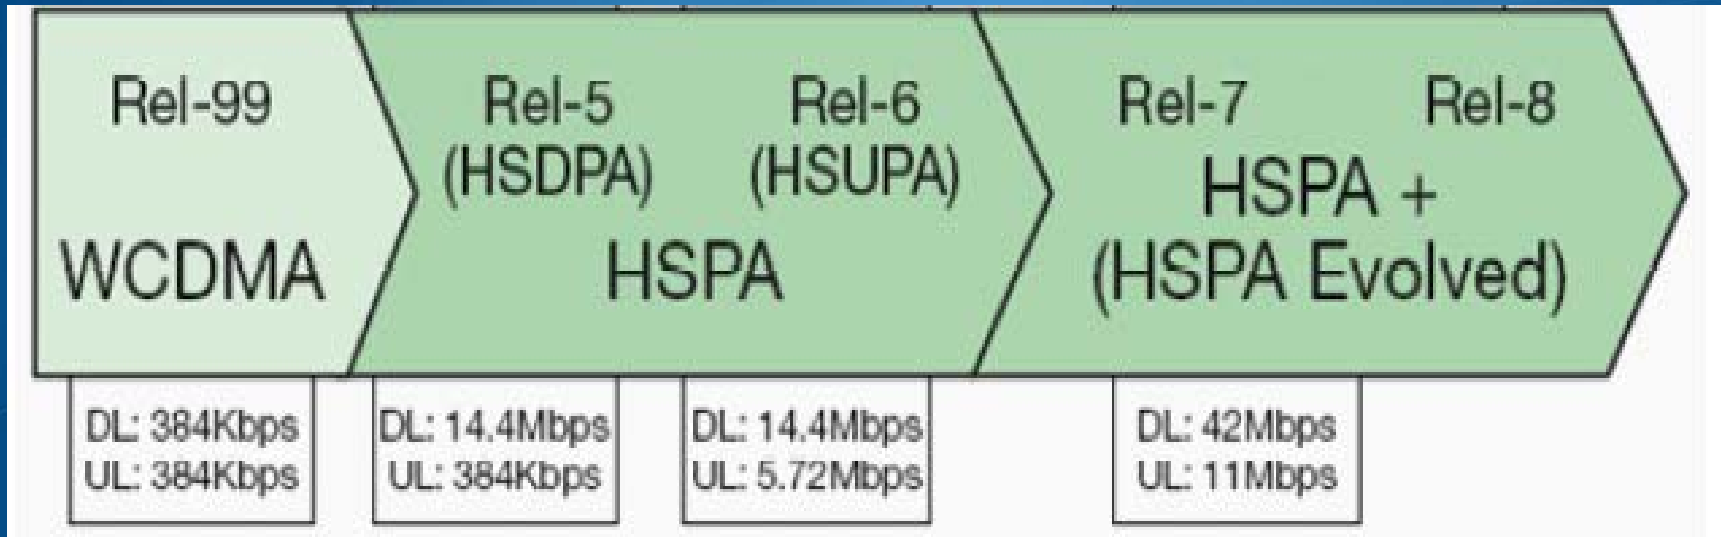 Rel-99
WCDMA
Rel-5
(HSDPA)
Rel-6
(HSUPA)
HSPA
Rel-7
Rel-8
HSPA +
(HSPA Evolved)
DL: 384Kbps
UL: 384Kbps
DL: 14.4Mbps
UL: 384Kbps
DL: 14.4Mbps
UL: 5.72Mbps
DL: 42Mbps
UL: 11Mbps